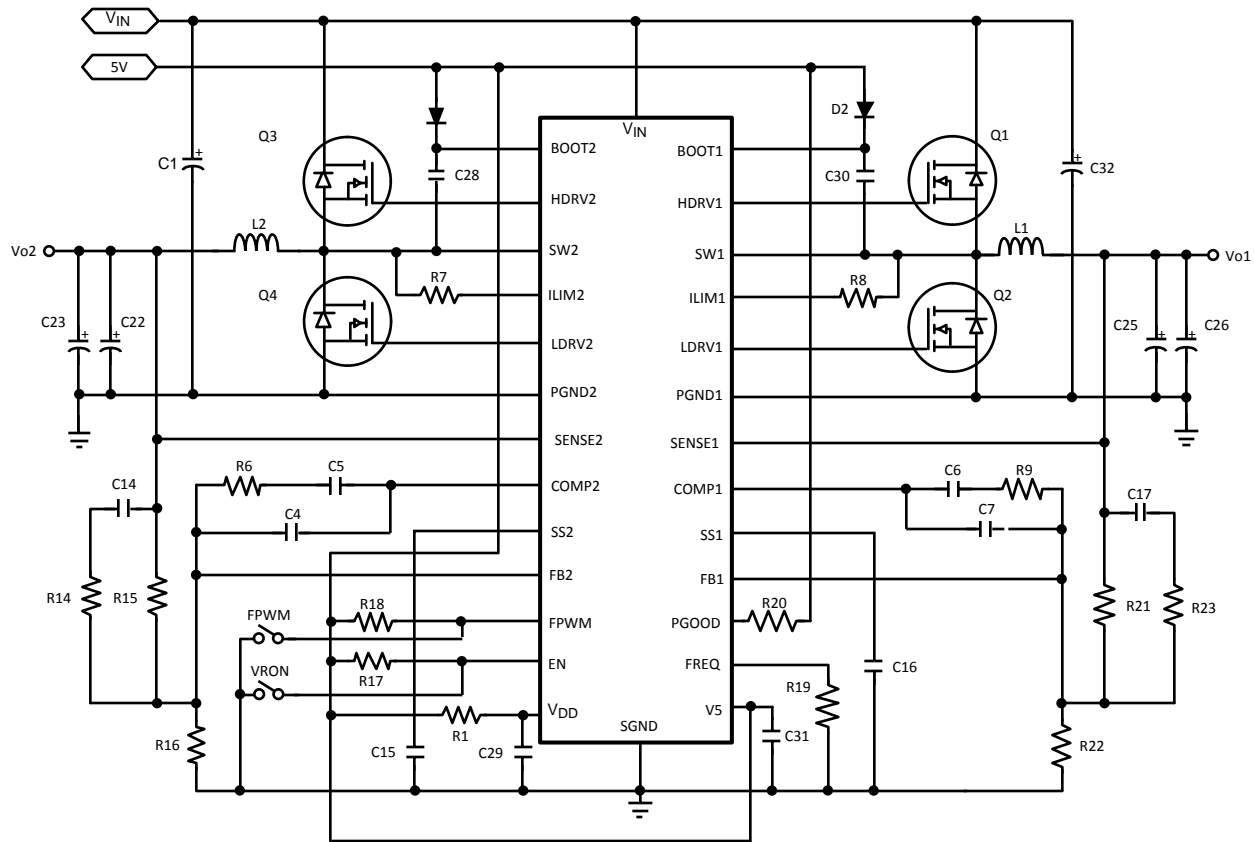 VIN
5V
D2
Q3
VIN
Q1
C1
BOOT2
BOOT1
C28
C30
C32
HDRV2
HDRV1
L2
L1
Vo2
SW2
SW1
Vo1
R7
R8
Q4
ILIM2
ILIM1
Q2
C23
C22
C25
C26
LDRV2
LDRV1
PGND2
PGND1
SENSE2
SENSE1
R6
C5
C6
R9
C14
COMP2
COMP1
C17
C4
C7
SS2
SS1
FB2
FB1
R14
R15
R18
R20
R21
R23
FPWM
FPWM
PGOOD
VRON
R17
EN
FREQ
C16
R19
VDD
V5
R16
C15
R1
C29
SGND
C31
R22